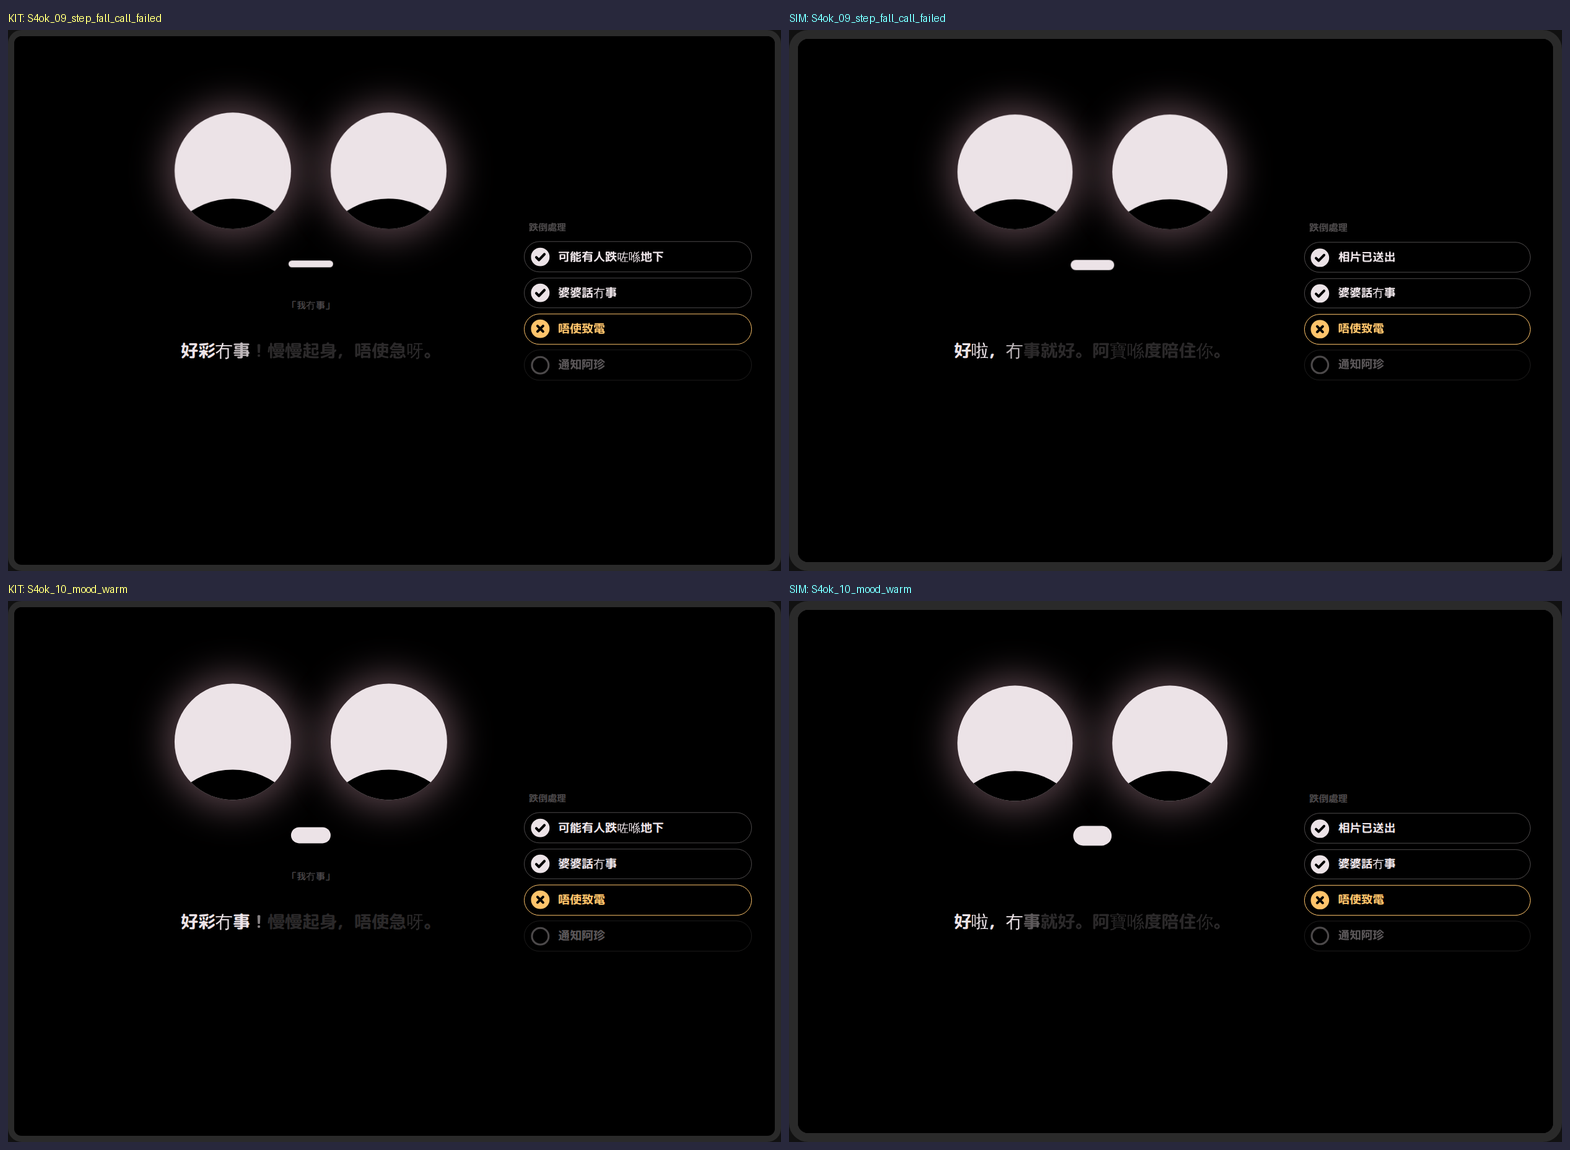 KIT: S4ok_09_step_fall_call_failed
跌倒處理
可能有人跌咗喺地下
婆婆話冇事
唔使致電
通知阿珍
「我冇事」
好彩冇事！慢慢起身，唔使急呀。
SIM: S4ok_09_step_fall_call_failed
跌倒處理
相片已送出
婆婆話冇事
唔使致電
通知阿珍
好啦，冇事就好。阿寶喺度陪住你。
KIT: S4ok_10_mood_warm
跌倒處理
可能有人跌咗喺地下
婆婆話冇事
唔使致電
通知阿珍
「我冇事」
好彩冇事！慢慢起身，唔使急呀。
SIM: S4ok_10_mood_warm
跌倒處理
相片已送出
婆婆話冇事
唔使致電
通知阿珍
好啦，冇事就好。阿寶喺度陪住你。